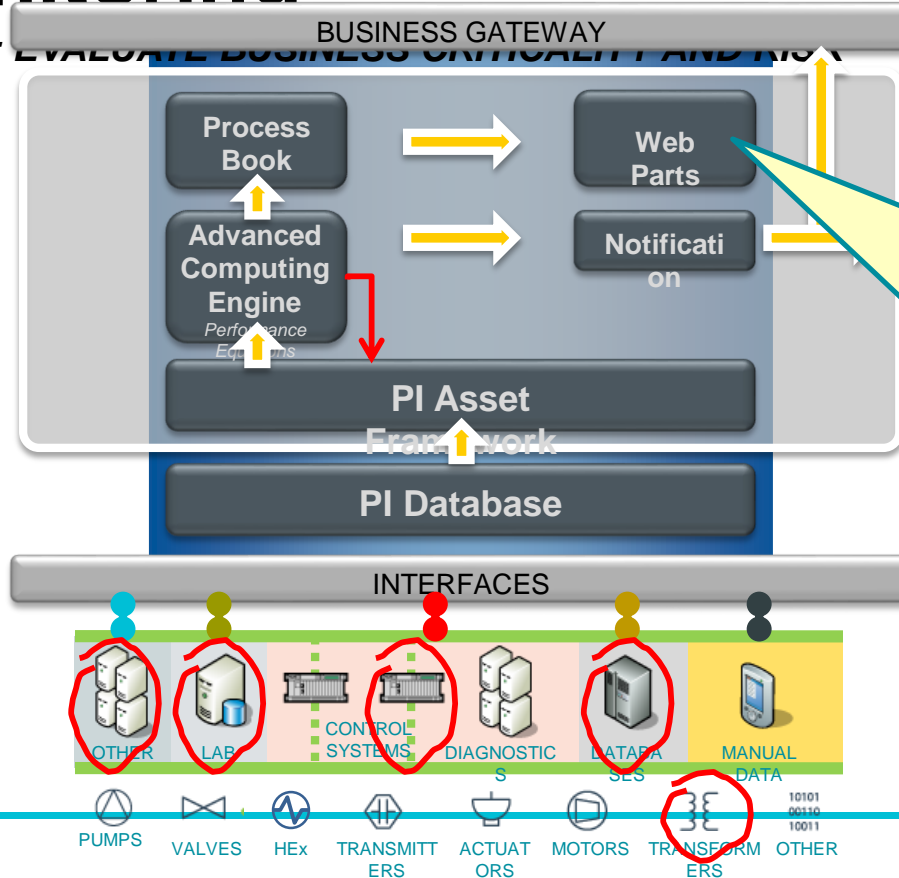 BUSINESS GATEWAY
EVALUATE BUSINESS CRITICALITY AND RISK
Process
Book
Web
Parts
Advanced
Computing
Engine
Performance
Equations
Notificati
on
PI Asset
Framework
PI Database
INTERFACES
OTHER
LAB
CONTROL
SYSTEMS
DIAGNOSTIC
S
DATABA
SES
MANUAL
DATA
10101
00110
10011
PUMPS
VALVES
HEx
TRANSMITT
ERS
ACTUAT
ORS
MOTORS
TRANSFORM
ERS
OTHER